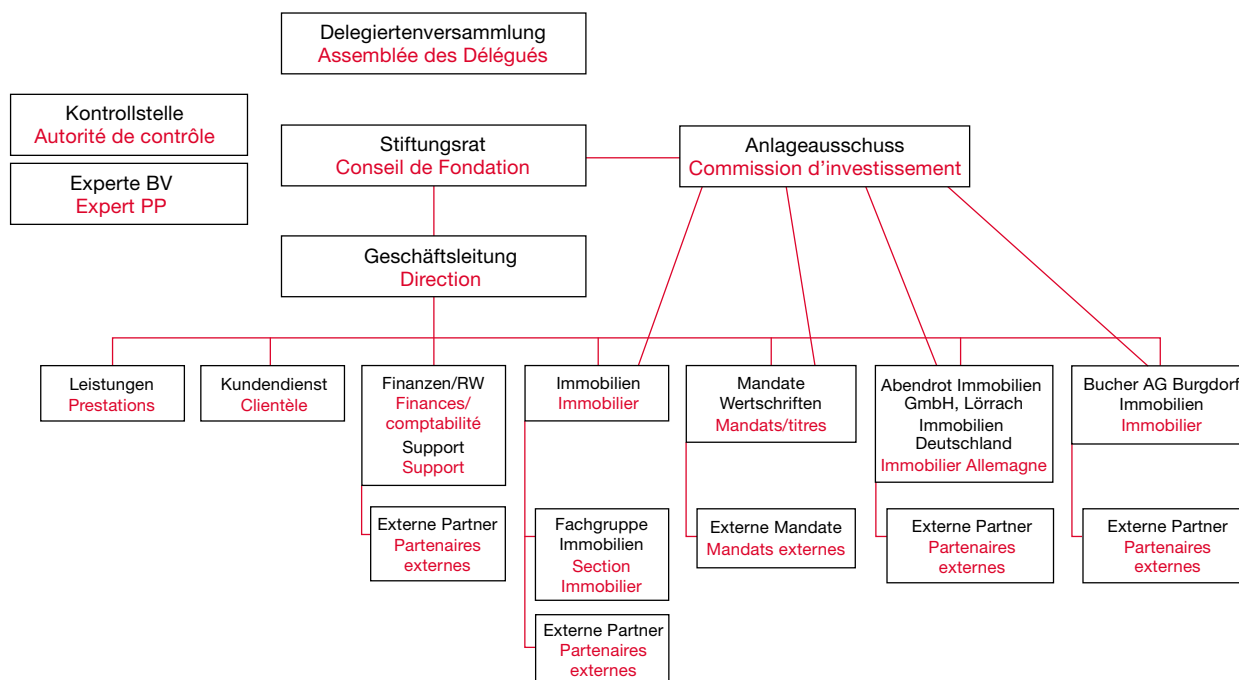 Delegiertenversammlung
Assemblée des Délégués
Kontrollstelle
Autorité de contrôle
Experte BV
Expert PP
Stiftungsrat
Conseil de Fondation
Anlageausschuss
Commission d'investissement
Geschäftsleitung
Direction
Leistungen
Prestations
Kundendienst
Clientèle
Finanzen/RW
Finances/
comptabilité
Support
Support
Immobilien
Immobilier
Mandate
Wertschriften
Mandats/titres
Abendrot Immobilien
GmbH, Lörrach
Immobilien
Deutschland
Immobilier Allemagne
Bucher AG Burgdorf
Immobilien
Immobilier
Externe Partner
Partenaires
externes
Fachgruppe
Immobilien
Section
Immobilier
Externe Mandate
Mandats externes
Externe Partner
Partenaires
externes
Externe Partner
Partenaires
externes
Externe Partner
Partenaires
externes